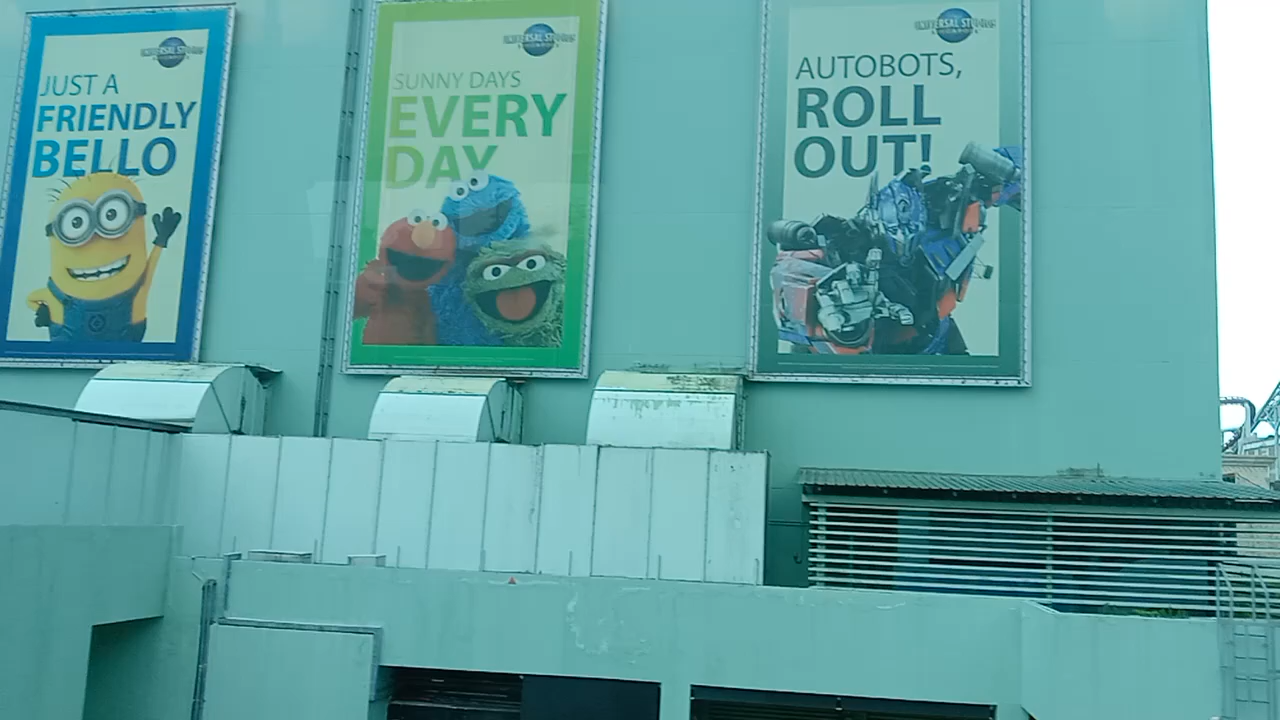 UNIVERSAL STUDIOS
JUST A
FRIENDLY
BELLO
UNIVERSAL STUDIOS
SUNNY DAYS
EVERY
DAY
UNIVERSAL STUDIOS
AUTOBOTS,
ROLL
OUT!